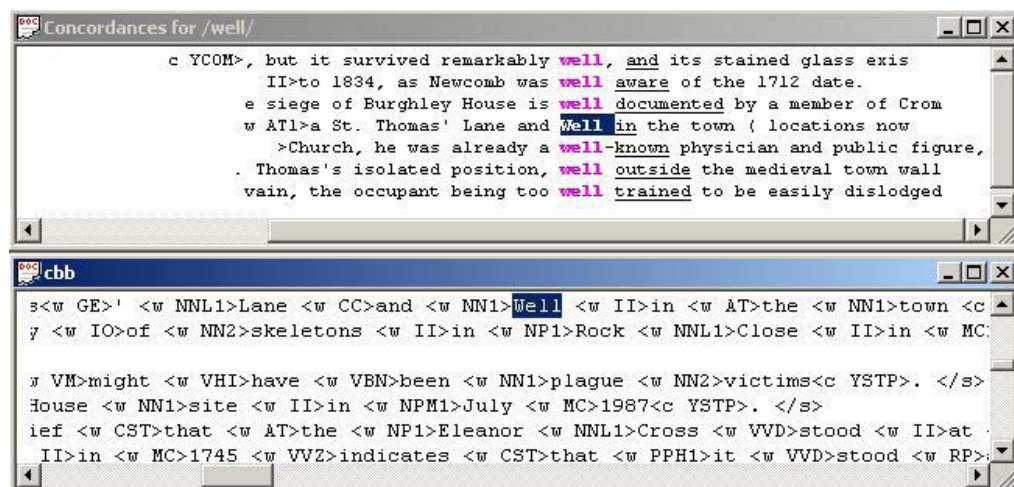 Concordances for /well/
c YCOM>, but it survived remarkably well, and its stained glass exis
II>to 1834, as Newcomb was well aware of the 1712 date.
e siege of Burghley House is well documented by a member of Crom
w AT1>a St. Thomas' Lane and Well in the town ( locations now
>Church, he was already a well-known physician and public figure,
. Thomas's isolated position, well outside the medieval town wall
vain, the occupant being too well trained to be easily dislodged
cbb
s<w GE>' <w NNL1>Lane <w CC>and <w NN1>Well <w II>in <w AT>the <w NN1>town <c
y <w IO>of <w NN2>skeletons <w II>in <w NP1>Rock <w NNL1>Close <w II>in <w MC
w VM>might <w VHI>have <w VBN>been <w NN1>plague <w NN2>victims<c YSTP>. </s>
House <w NN1>site <w II>in <w NPM1>July <w MC>1987<c YSTP>. </s>
ief <w CST>that <w AT>the <w NP1>Eleanor <w NNL1>Cross <w VVD>stood <w II>at
II>in <w MC>1745 <w VVZ>indicates <w CST>that <w PPH1>it <w VVD>stood <w RP>